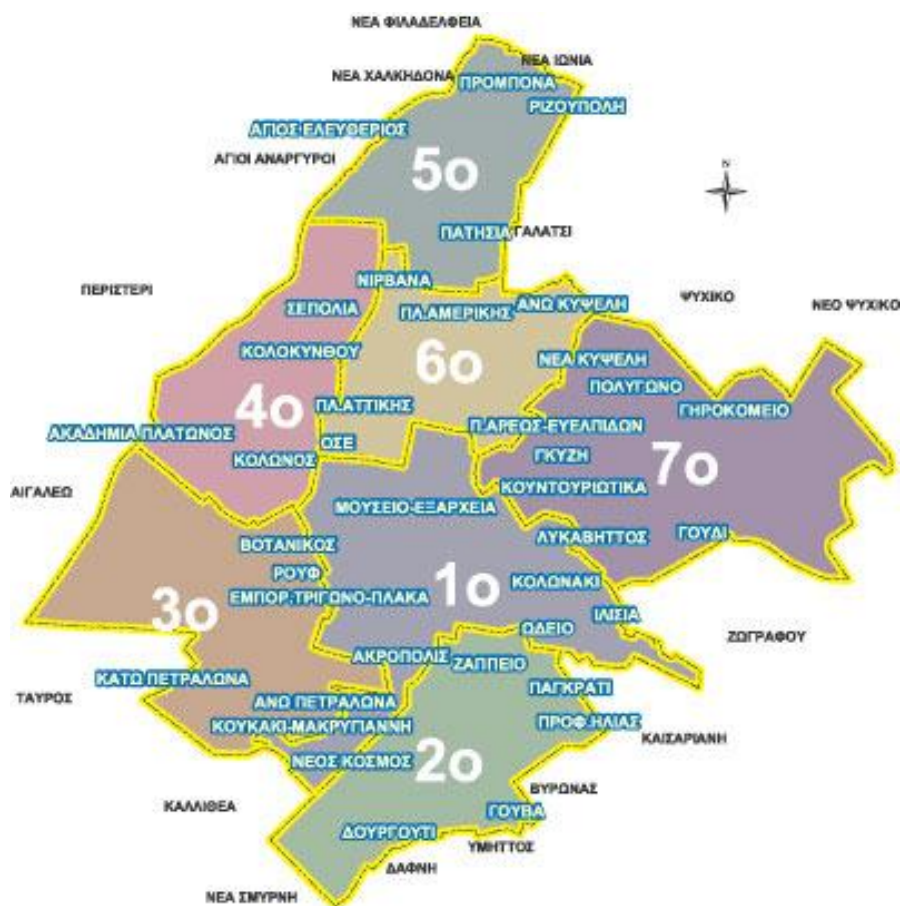 ΝΕΑ ΦΙΛΑΔΕΛΦΕΙΑ
ΝΕΑ ΙΩΝΙΑ
ΝΕΑ ΧΑΛΚΗΔΟΝΑ
ΠΡΟΜΠΟΝΑ
ΡΙΖΟΥΠΟΛΗ
ΑΓΙΟΣ ΕΛΕΥΘΕΡΙΟΣ
ΑΓΙΟΙ ΑΝΑΡΓΥΡΟΙ
5ο
N
ΠΑΤΗΣΙΑ
ΓΑΛΑΤΣΙ
ΝΙΡΒΑΝΑ
ΠΕΡΙΣΤΕΡΙ
ΨΥΧΙΚΟ
ΝΕΟ ΨΥΧΙΚΟ
ΣΕΠΟΛΙΑ
ΠΛ.ΑΜΕΡΙΚΗΣ
ΑΝΩ ΚΥΨΕΛΗ
ΚΟΛΟΚΥΝΘΟΥ
6ο
ΝΕΑ ΚΥΨΕΛΗ
ΠΟΛΥΓΩΝΟ
4ο
ΠΛ.ΑΤΤΙΚΗΣ
ΓΗΡΟΚΟΜΕΙΟ
ΑΚΑΔΗΜΙΑ ΠΛΑΤΩΝΟΣ
Π.ΑΡΕΟΣ-ΕΥΕΛΠΙΔΩΝ
ΟΣΕ
ΚΟΛΩΝΟΣ
ΓΚΥΖΗ
7ο
ΑΙΓΑΛΕΩ
ΚΟΥΝΤΟΥΡΙΩΤΙΚΑ
ΜΟΥΣΕΙΟ-ΕΞΑΡΧΕΙΑ
ΓΟΥΔΙ
ΛΥΚΑΒΗΤΤΟΣ
ΒΟΤΑΝΙΚΟΣ
ΡΟΥΦ
ΚΟΛΩΝΑΚΙ
1ο
ΕΜΠΟΡ.ΤΡΙΓΩΝΟ-ΠΛΑΚΑ
3ο
ΙΛΙΣΙΑ
ΩΔΕΙΟ
ΖΩΓΡΑΦΟΥ
ΑΚΡΟΠΟΛΙΣ
ΖΑΠΠΕΙΟ
ΚΑΤΩ ΠΕΤΡΑΛΩΝΑ
ΠΑΓΚΡΑΤΙ
ΤΑΥΡΟΣ
ΑΝΩ ΠΕΤΡΑΛΩΝΑ
ΚΟΥΚΑΚΙ-ΜΑΚΡΥΓΙΑΝΝΗ
ΠΡΟΦ.ΗΛΙΑΣ
ΚΑΙΣΑΡΙΑΝΗ
ΝΕΟΣ ΚΟΣΜΟΣ
2ο
ΒΥΡΩΝΑΣ
ΚΑΛΛΙΘΕΑ
ΓΟΥΒΑ
ΔΟΥΡΓΟΥΤΙ
ΥΜΗΤΤΟΣ
ΔΑΦΝΗ
ΝΕΑ ΣΜΥΡΝΗ